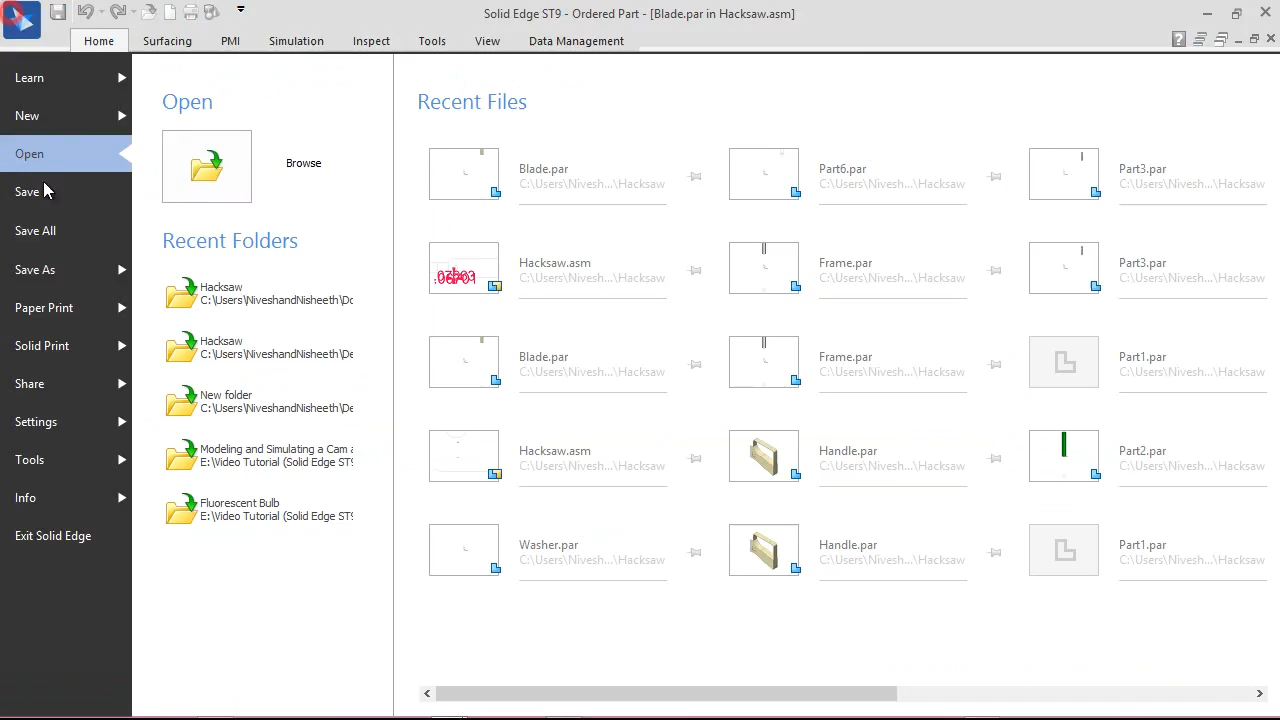 Solid Edge ST9 - Ordered Part - [Blade.par in Hacksaw.asm]
Home Surfacing PMI Simulation Inspect Tools View Data Management
Learn
New
Open
Save
Save All
Save As
Paper Print
Solid Print
Share
Settings
Tools
Info
Exit Solid Edge
Open
Browse
Recent Folders
Hacksaw
C:\Users\NiveshandNisheeth\Do
Hacksaw
C:\Users\NiveshandNisheeth\De
New folder
C:\Users\NiveshandNisheeth\De
Modeling and Simulating a Cam a
E:\Video Tutorial (Solid Edge ST9
Fluorescent Bulb
E:\Video Tutorial (Solid Edge ST9
Recent Files
Blade.par
C:\Users\Nivesh...\Hacksaw
Part6.par
C:\Users\Nivesh...\Hacksaw
Part3.par
C:\Users\Nivesh...\Hacksaw
Hacksaw.asm
C:\Users\Nivesh...\Hacksaw
Frame.par
C:\Users\Nivesh...\Hacksaw
Part3.par
C:\Users\Nivesh...\Hacksaw
Blade.par
C:\Users\Nivesh...\Hacksaw
Frame.par
C:\Users\Nivesh...\Hacksaw
Part1.par
C:\Users\Nivesh...\Hacksaw
Hacksaw.asm
C:\Users\Nivesh...\Hacksaw
Handle.par
C:\Users\Nivesh...\Hacksaw
Part2.par
C:\Users\Nivesh...\Hacksaw
Washer.par
C:\Users\Nivesh...\Hacksaw
Handle.par
C:\Users\Nivesh...\Hacksaw
Part1.par
C:\Users\Nivesh...\Hacksaw